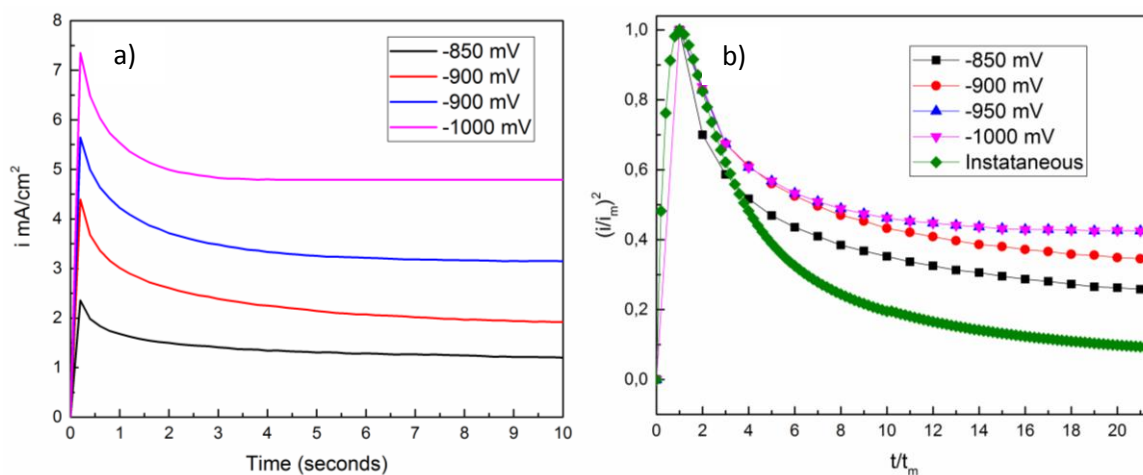 a)
-850 mV
-900 mV
-900 mV
-1000 mV
8
7
6
5
4
3
2
1
0
i mA/cm²
0 1 2 3 4 5 6 7 8 9 10
Time (seconds)
b)
-850 mV
-900 mV
-950 mV
-1000 mV
Instataneous
1,0
0,8
0,6
0,4
0,2
0,0
(i/iₘ)²
0 2 4 6 8 10 12 14 16 18 20
t/tₘ